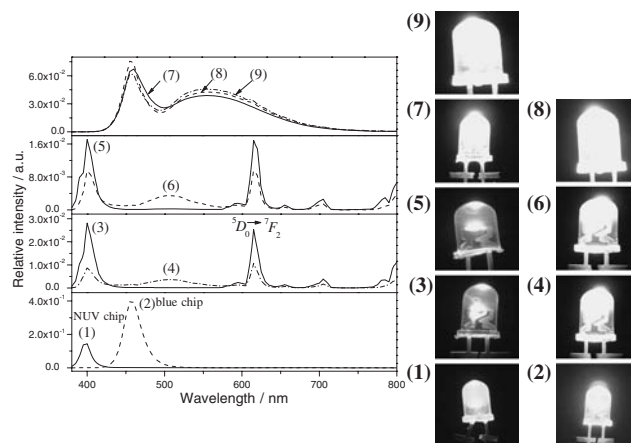 Relative intensity / a.u.
6.0x10⁻²
3.0x10⁻²
0.0
(7)
(8)
(9)
1.6x10⁻²
8.0x10⁻³
0.0
(5)
(6)
3.0x10⁻²
2.0x10⁻²
1.0x10⁻²
0.0
(3)
(4)
⁵D₀→⁷F₂
4.0x10⁻¹
2.0x10⁻¹
0.0
NUV chip
(1)
(2)blue chip
400 500 600 700 800
Wavelength / nm
(9)
(7) (8)
(5) (6)
(3) (4)
(1) (2)